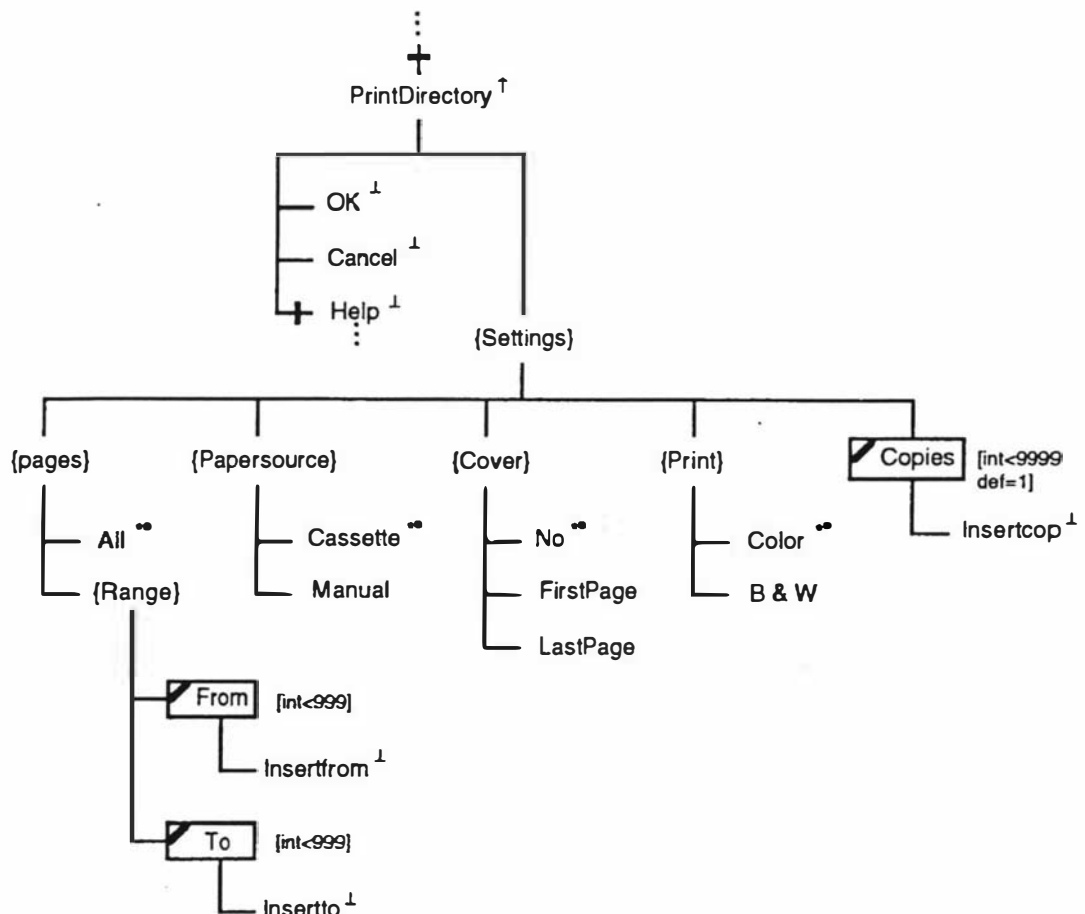 PrintDirectory ↑
OK ⊥
Cancel ⊥
Help ⊥
{Settings}
{pages} {Papersource} {Cover} {Print} Copies [int<9999
def=1]
All •• Cassette •• No •• Color •• Insertcop ⊥
{Range} Manual FirstPage B & W
LastPage
From [int<999]
Insertfrom ⊥
To [int<999]
Insertto ⊥